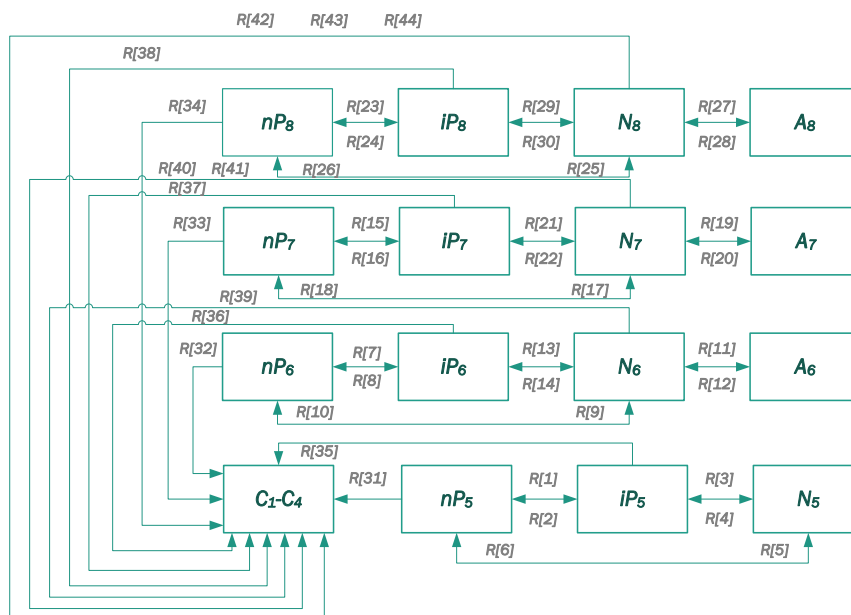 R[42] R[43] R[44]
R[38]
R[34] nP₈ R[23] iP₈ R[29] N₈ R[27] A₈
R[24] R[30] R[28]
R[40] R[41] R[26] R[25]
R[37]
R[33] nP₇ R[15] iP₇ R[21] N₇ R[19] A₇
R[16] R[22] R[20]
R[18] R[17]
R[39]
R[36]
R[32] nP₆ R[7] iP₆ R[13] N₆ R[11] A₆
R[8] R[14] R[12]
R[10] R[9]
R[35]
C₁-C₄ R[31] nP₅ R[1] iP₅ R[3] N₅
R[2] R[4]
R[6] R[5]